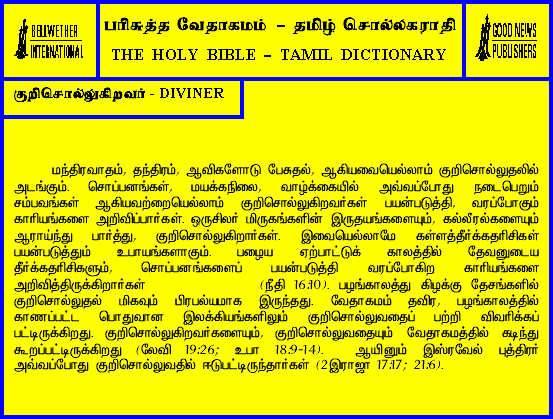 BELLWETHER
INTERNATIONAL
பரிசுத்த வேதாகமம் – தமிழ் சொல்லகராதி
THE HOLY BIBLE – TAMIL DICTIONARY
GOOD NEWS
PUBLISHERS
குறிசொல்லுகிறவர் - DIVINER
மந்திரவாதம், தந்திரம், ஆவிகளோடு பேசுதல், ஆகியவையெல்லாம் குறிசொல்லுதலில்
அடங்கும். சொப்பனங்கள், மயக்கநிலை, வாழ்க்கையில் அவ்வப்போது நடைபெறும்
சம்பவங்கள் ஆகியவற்றையெல்லாம் குறிசொல்லுகிறவர்கள் பயன்படுத்தி, வரப்போகும்
காரியங்களை அறிவிப்பார்கள். ஒருசிலர் மிருகங்களின் இருதயங்களையும், கல்லீரல்களையும்
ஆராய்ந்து பார்த்து, குறிசொல்லுகிறார்கள். இவையெல்லாமே கள்ளத்தீர்க்கதரிசிகள்
பயன்படுத்தும் உபாயங்களாகும். பழைய ஏற்பாட்டுக் காலத்தில் தேவனுடைய
தீர்க்கதரிசிகளும், சொப்பனங்களைப் பயன்படுத்தி வரப்போகிற காரியங்களை
அறிவித்திருக்கிறார்கள் (நீதி 16:10). பழங்காலத்து கிழக்கு தேசங்களில்
குறிசொல்லுதல் மிகவும் பிரபல்யமாக இருந்தது. வேதாகமம் தவிர, பழங்காலத்தில்
காணப்பட்ட பொதுவான இலக்கியங்களிலும் குறிசொல்லுவதைப் பற்றி விவரிக்கப்
பட்டிருக்கிறது. குறிசொல்லுகிறவர்களையும், குறிசொல்லுவதையும் வேதாகமத்தில் கடிந்து
கூறப்பட்டிருக்கிறது (லேவி 19:26; உபா 18:9-14). ஆயினும் இஸ்ரவேல் புத்திரர்
அவ்வப்போது குறிசொல்லுவதில் ஈடுபட்டிருந்தார்கள் (2இராஜா 17:17; 21:6).